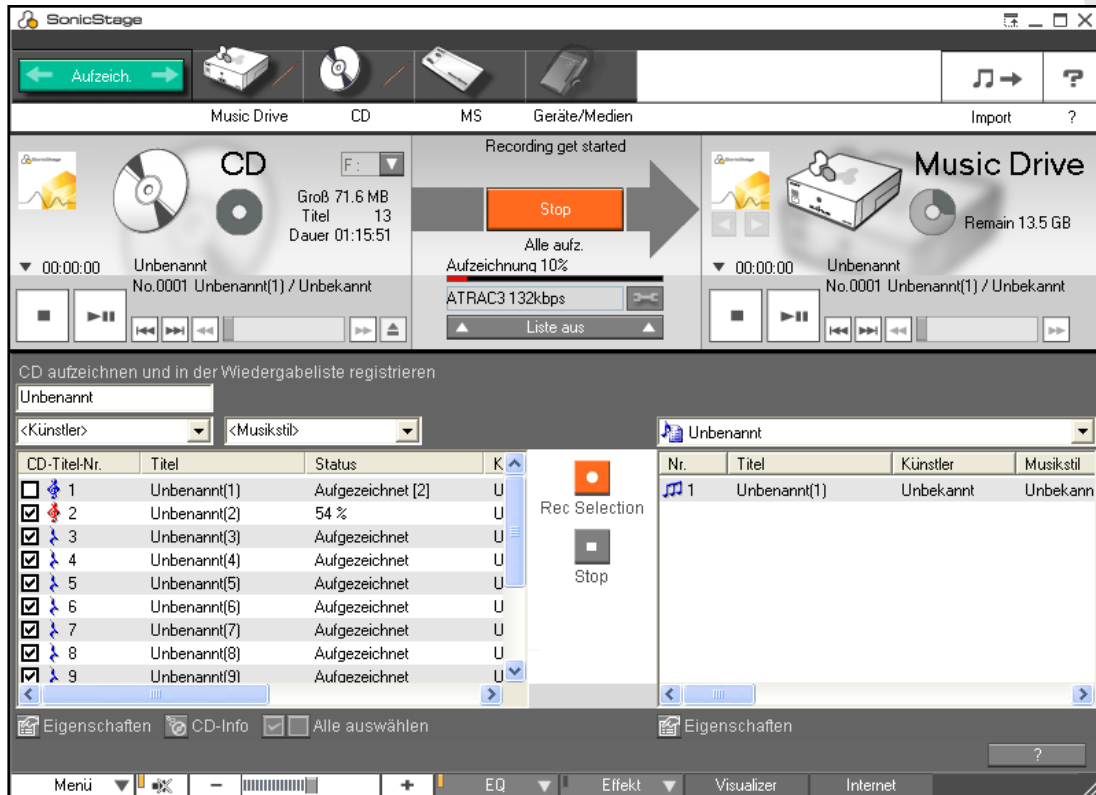 SonicStage
Aufzeich.
Music Drive
CD
MS
Geräte/Medien
Import
?
CD
F:
Groß 71.6 MB
Titel 13
Dauer 01:15:51
00:00:00
Unbenannt
No.0001 Unbenannt(1) / Unbekannt
Recording get started
Stop
Alle aufz.
Aufzeichnung 10%
ATRAC3 132kbps
Liste aus
SonicStage
Music Drive
Remain 13.5 GB
00:00:00
Unbenannt
No.0001 Unbenannt(1) / Unbekannt
CD aufzeichnen und in der Wiedergabeliste registrieren
Unbenannt
<Künstler>
<Musikstil>
CD-Titel-Nr. Titel Status K
1 Unbenannt(1) Aufgezeichnet [2] U
2 Unbenannt(2) 54 % U
3 Unbenannt(3) Aufgezeichnet U
4 Unbenannt(4) Aufgezeichnet U
5 Unbenannt(5) Aufgezeichnet U
6 Unbenannt(6) Aufgezeichnet U
7 Unbenannt(7) Aufgezeichnet U
8 Unbenannt(8) Aufgezeichnet U
9 Unbenannt(9) Aufgezeichnet U
Eigenschaften
CD-Info
Alle auswählen
Rec Selection
Stop
Unbenannt
Nr. Titel Künstler Musikstil
1 Unbenannt(1) Unbekannt Unbekann
Eigenschaften
?
Menü
EQ
Effekt
Visualizer
Internet